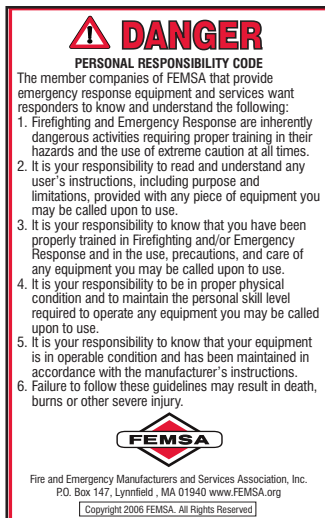 DANGER
PERSONAL RESPONSIBILITY CODE
The member companies of FEMSA that provide
emergency response equipment and services want
responders to know and understand the following:
1. Firefighting and Emergency Response are inherently
dangerous activities requiring proper training in their
hazards and the use of extreme caution at all times.
2. It is your responsibility to read and understand any
user's instructions, including purpose and
limitations, provided with any piece of equipment you
may be called upon to use.
3. It is your responsibility to know that you have been
properly trained in Firefighting and/or Emergency
Response and in the use, precautions, and care of
any equipment you may be called upon to use.
4. It is your responsibility to be in proper physical
condition and to maintain the personal skill level
required to operate any equipment you may be called
upon to use.
5. It is your responsibility to know that your equipment
is in operable condition and has been maintained in
accordance with the manufacturer's instructions.
6. Failure to follow these guidelines may result in death,
burns or other severe injury.
FEMSA
Fire and Emergency Manufacturers and Services Association, Inc.
P.O. Box 147, Lynnfield , MA 01940 www.FEMSA.org
Copyright 2006 FEMSA. All Rights Reserved